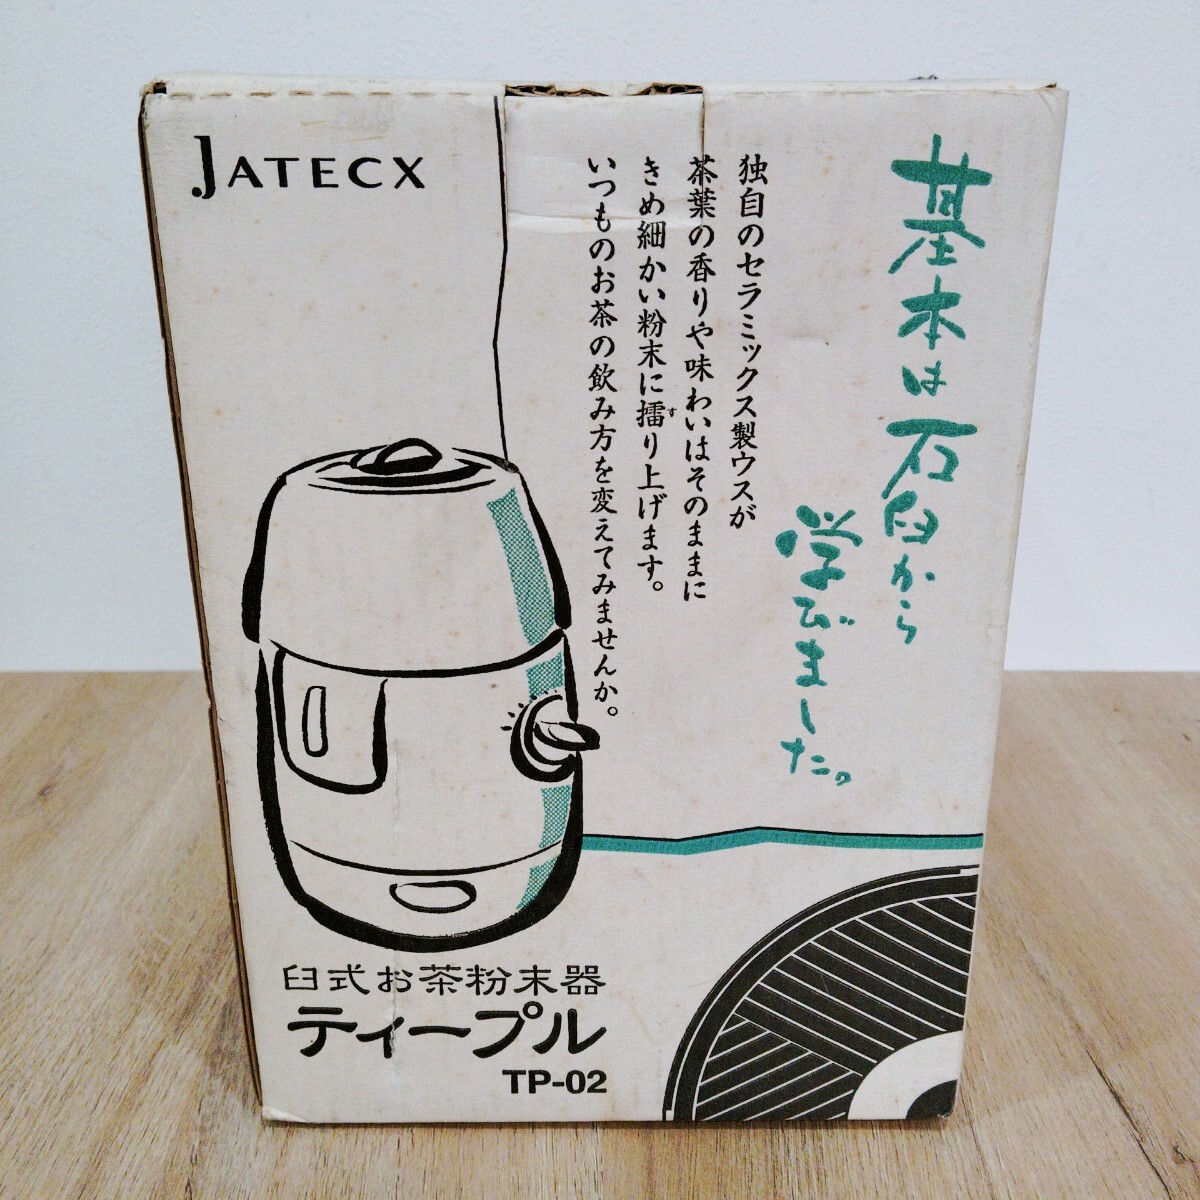 JATECX
基本は石臼から
学びました。
独自のセラミックス製ウスが
茶葉の香りや味わいはそのままに
きめ細かい粉末に擂り上げます。
す
いつものお茶の飲み方を変えてみませんか。
臼式お茶粉末器
ティープル
TP-02